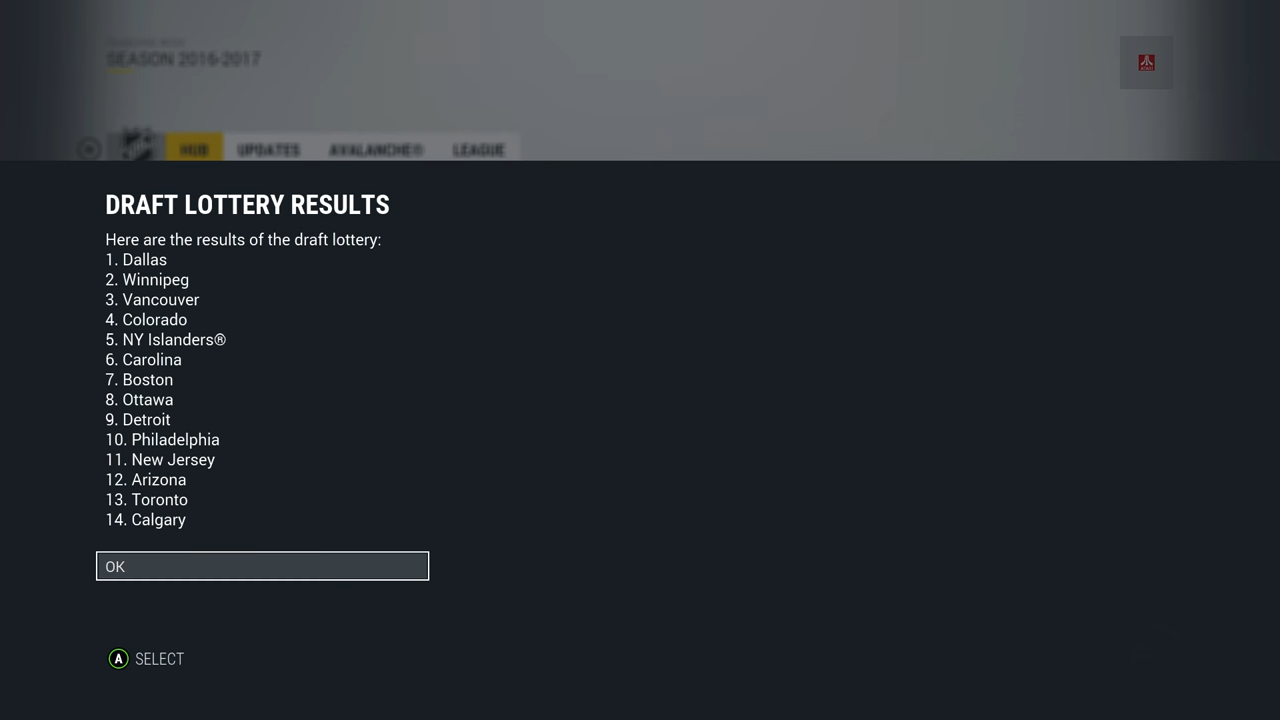 SEASON 2016-2017
HUB UPDATES AVALANCHE® LEAGUE
DRAFT LOTTERY RESULTS
Here are the results of the draft lottery:
1. Dallas
2. Winnipeg
3. Vancouver
4. Colorado
5. NY Islanders®
6. Carolina
7. Boston
8. Ottawa
9. Detroit
10. Philadelphia
11. New Jersey
12. Arizona
13. Toronto
14. Calgary
OK
A SELECT